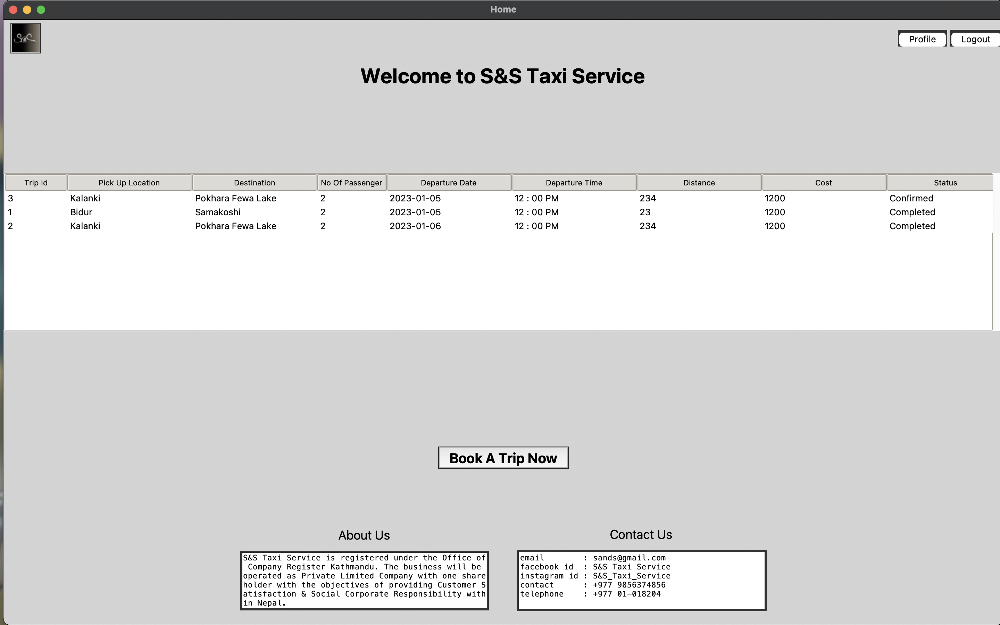 Home
S&S
Profile Logout
Welcome to S&S Taxi Service
Trip Id Pick Up Location Destination No Of Passenger Departure Date Departure Time Distance Cost Status
3 Kalanki Pokhara Fewa Lake 2 2023-01-05 12 : 00 PM 234 1200 Confirmed
1 Bidur Samakoshi 2 2023-01-05 12 : 00 PM 23 1200 Completed
2 Kalanki Pokhara Fewa Lake 2 2023-01-06 12 : 00 PM 234 1200 Completed
Book A Trip Now
About Us
S&S Taxi Service is registered under the Office of
Company Register Kathmandu. The business will be
operated as Private Limited Company with one share
holder with the objectives of providing Customer S
atisfaction & Social Corporate Responsibility with
in Nepal.
Contact Us
email : sands@gmail.com
facebook id : S&S Taxi Service
instagram id : S&S_Taxi_Service
contact : +977 9856374856
telephone : +977 01-018204